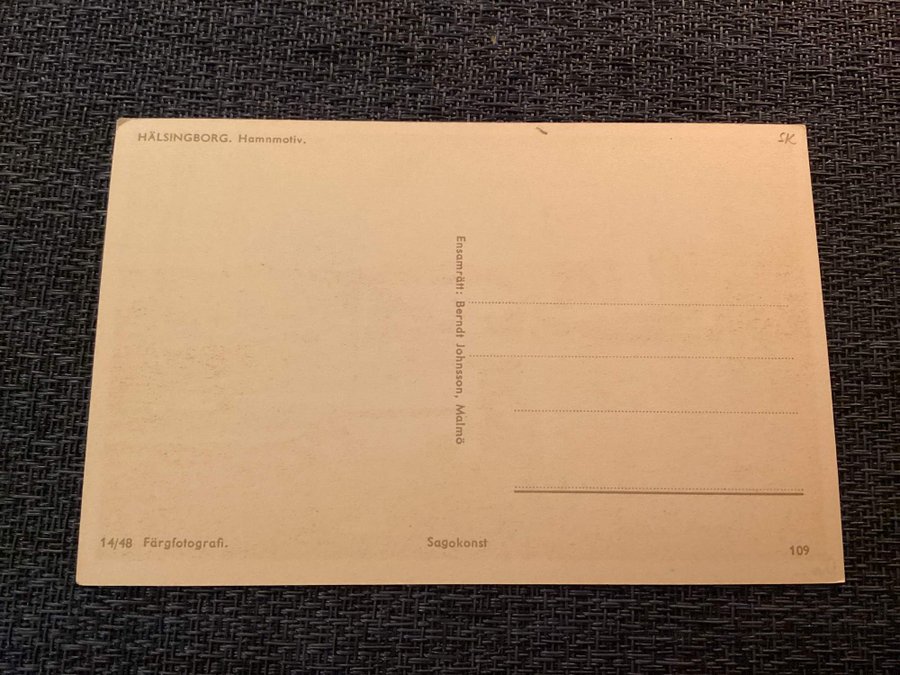 HÄLSINGBORG. Hamnmotiv.
SK
Ensamrätt: Berndt Johnsson, Malmö
14/48 Färgfotografi.
Sagokonst
109